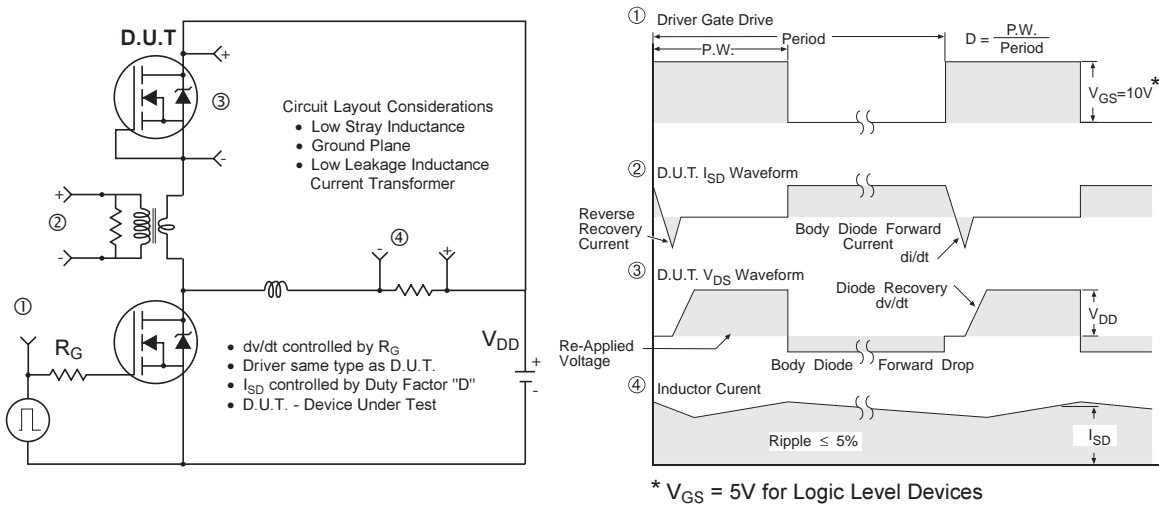 D.U.T
+
③
-
Circuit Layout Considerations
• Low Stray Inductance
• Ground Plane
• Low Leakage Inductance
Current Transformer
+
②
-
④
-
+
①
R_G
• dv/dt controlled by R_G
• Driver same type as D.U.T.
• I_SD controlled by Duty Factor "D"
• D.U.T. - Device Under Test
V_DD
+
-
① Driver Gate Drive
P.W.
Period
D = P.W. / Period
V_GS=10V *
② D.U.T. I_SD Waveform
Reverse
Recovery
Current
Body Diode Forward
Current
di/dt
③ D.U.T. V_DS Waveform
Diode Recovery
dv/dt
V_DD
Re-Applied
Voltage
Body Diode Forward Drop
④ Inductor Curent
Ripple ≤ 5%
I_SD
* V_GS = 5V for Logic Level Devices